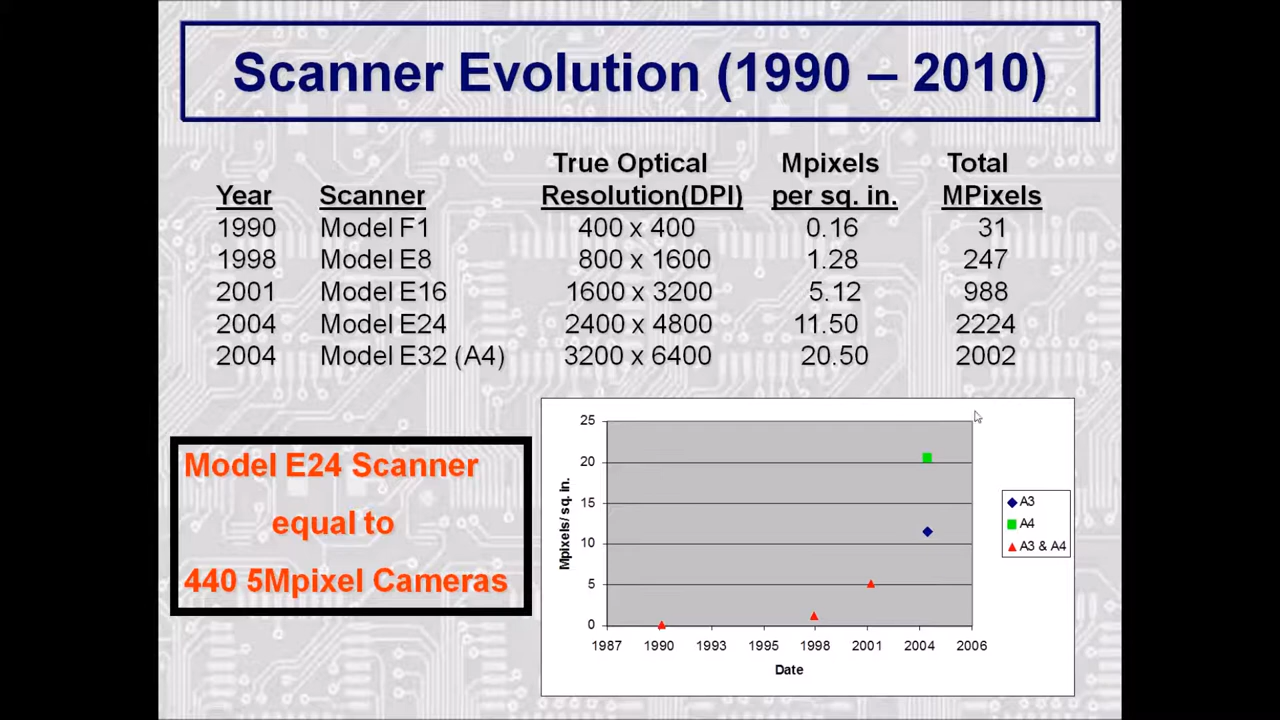 Scanner Evolution (1990 – 2010)
True Optical Mpixels Total
Year Scanner Resolution(DPI) per sq. in. MPixels
1990 Model F1 400 x 400 0.16 31
1998 Model E8 800 x 1600 1.28 247
2001 Model E16 1600 x 3200 5.12 988
2004 Model E24 2400 x 4800 11.50 2224
2004 Model E32 (A4) 3200 x 6400 20.50 2002
Model E24 Scanner
equal to
440 5Mpixel Cameras
25
20
15
10
5
0
Mpixels/ sq. in.
1987 1990 1993 1995 1998 2001 2004 2006
Date
A3
A4
A3 & A4